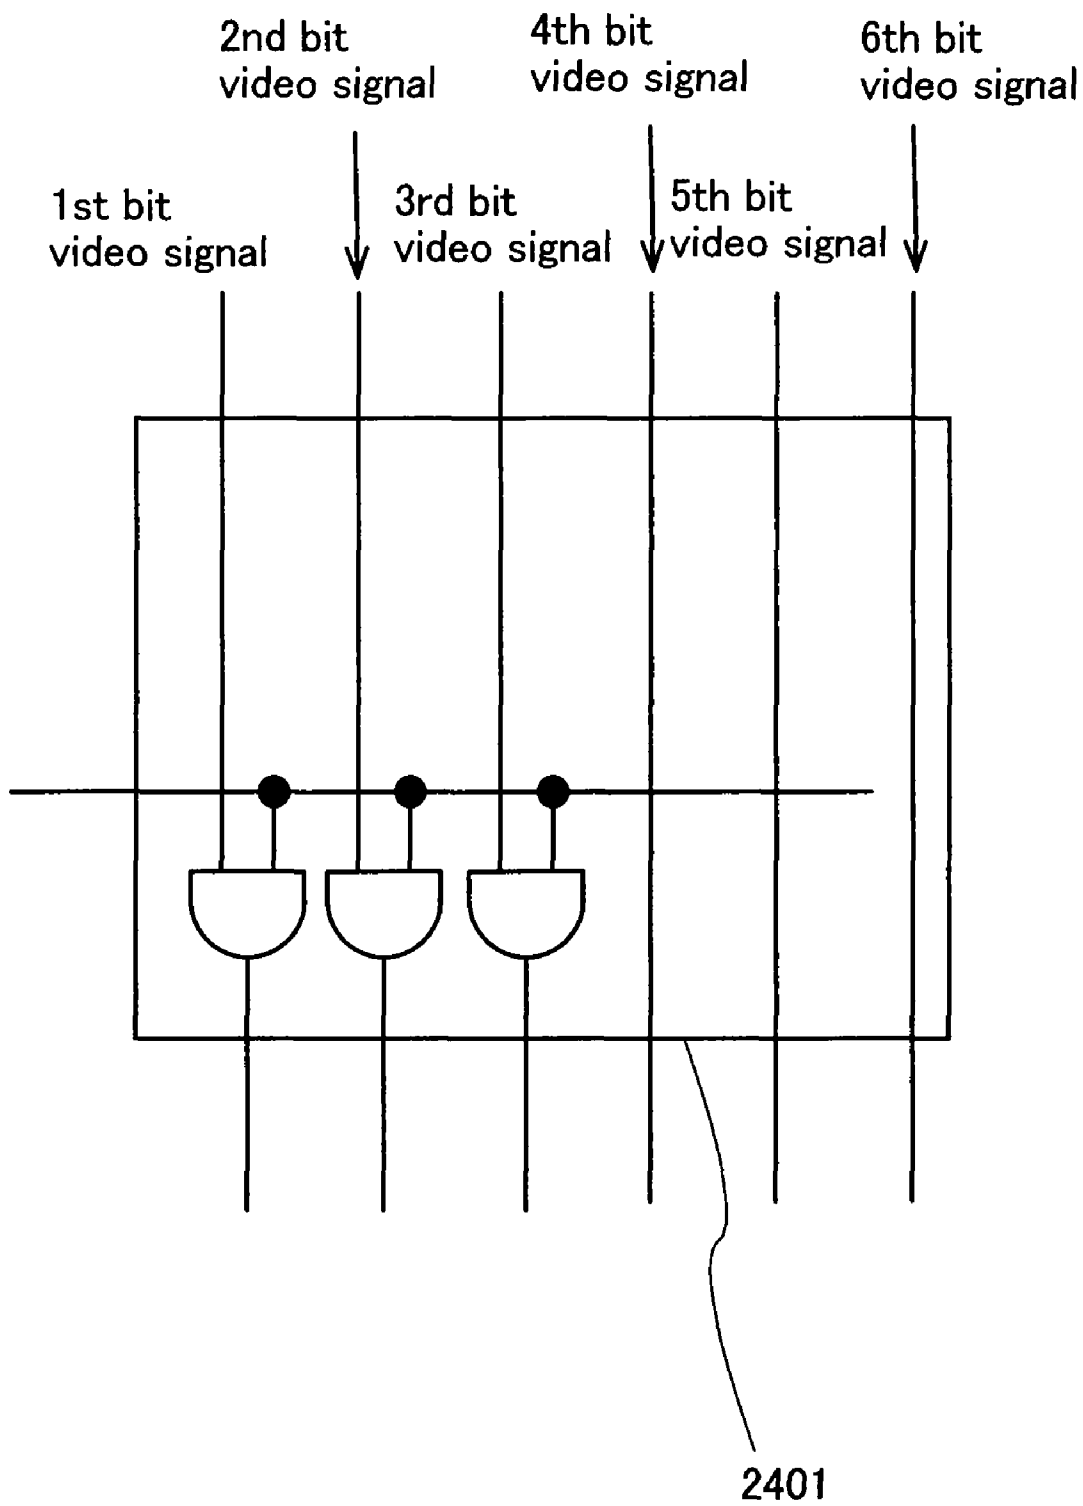 2nd bit
video signal
4th bit
video signal
6th bit
video signal
1st bit
video signal
3rd bit
video signal
5th bit
video signal
2401